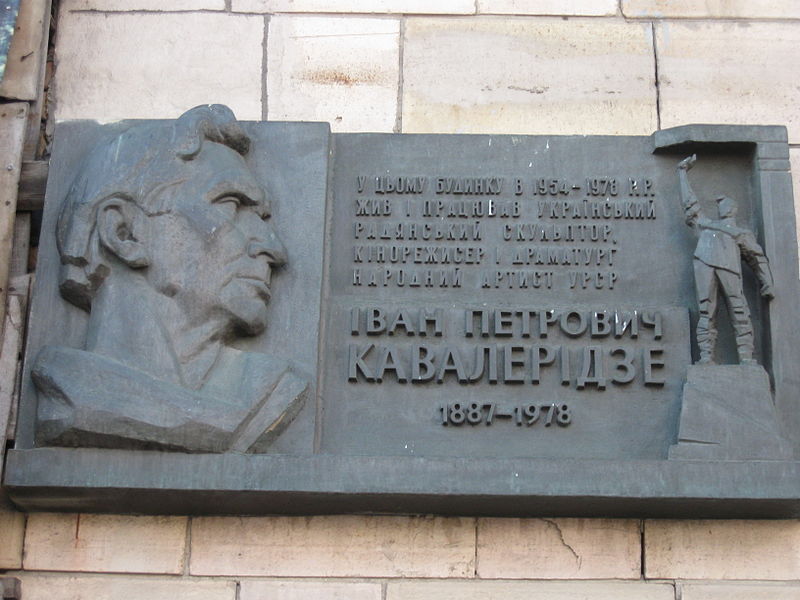 У ЦЬОМУ БУДИНКУ В 1954-1978 Р.Р.
ЖИВ І ПРАЦЮВАВ УКРАЇНСЬКИЙ
РАДЯНСЬКИЙ СКУЛЬПТОР,
КІНОРЕЖИСЕР І ДРАМАТУРГ
НАРОДНИЙ АРТИСТ УРСР
ІВАН ПЕТРОВИЧ
КАВАЛЕРІДЗЕ
1887-1978